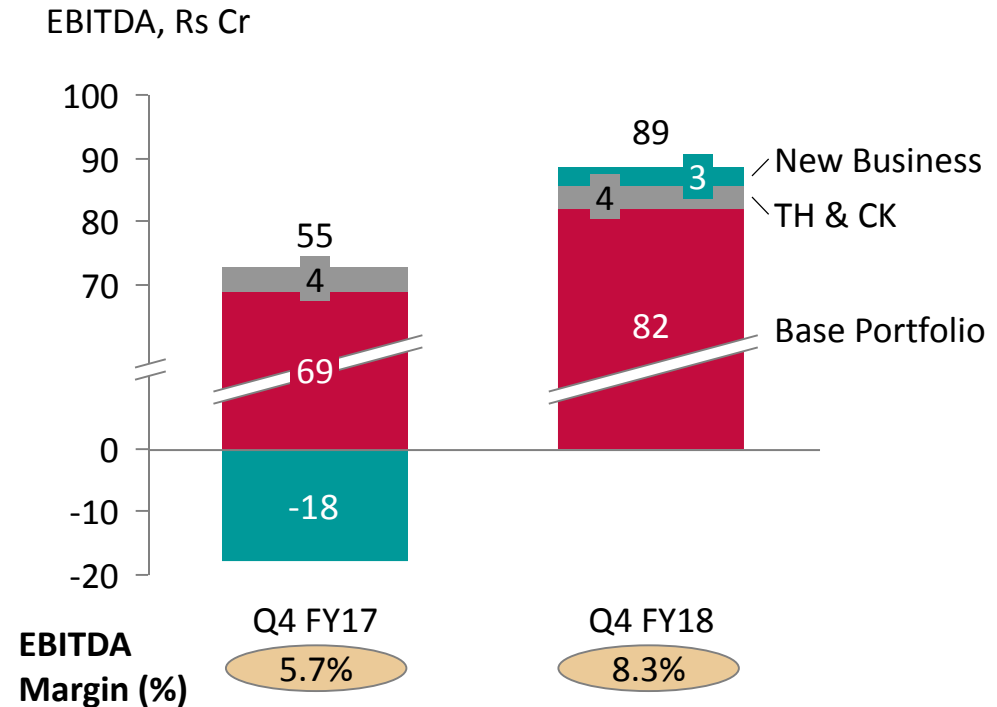 EBITDA, Rs Cr
100
90
80
70
0
-10
-20
55
4
69
-18
89
3
4
82
New Business
TH & CK
Base Portfolio
Q4 FY17
Q4 FY18
EBITDA
Margin (%)
5.7%
8.3%